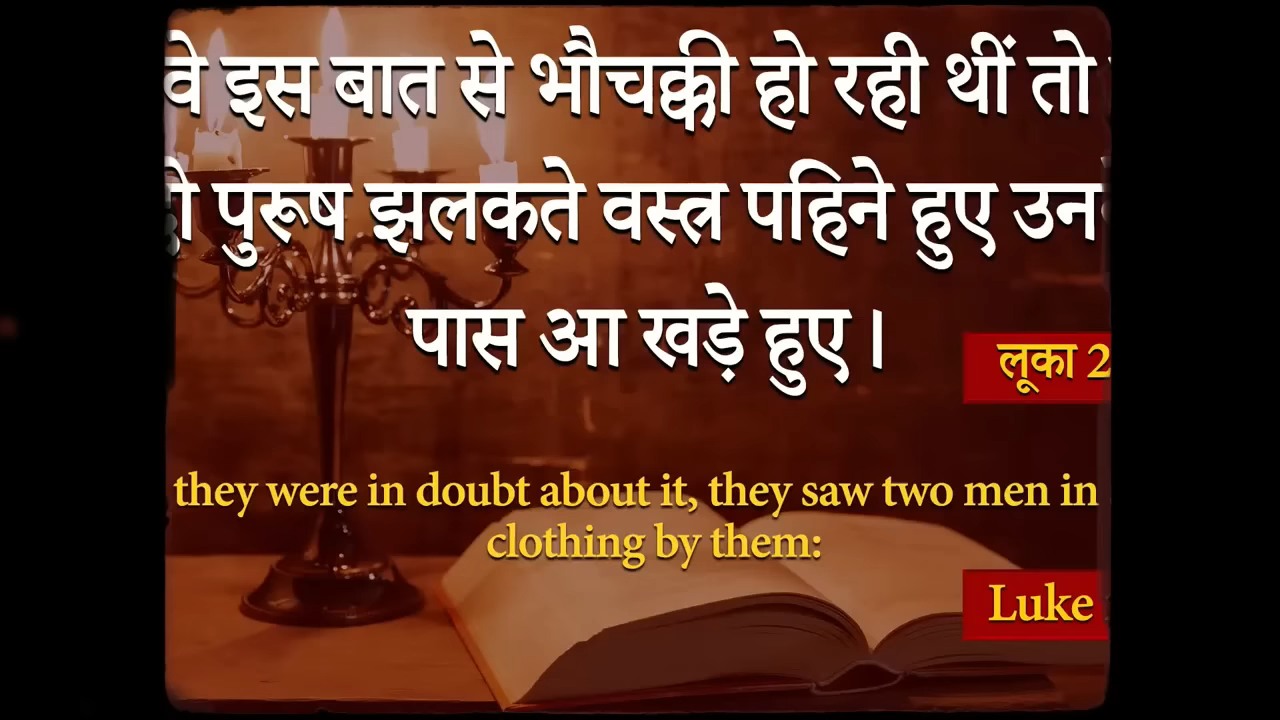 वे इस बात से भौचक्की हो रही थीं तो
पुरूष झलकते वस्त्र पहिने हुए उन
पास आ खड़े हुए।
लूका 2
they were in doubt about it, they saw two men in
clothing by them:
Luke